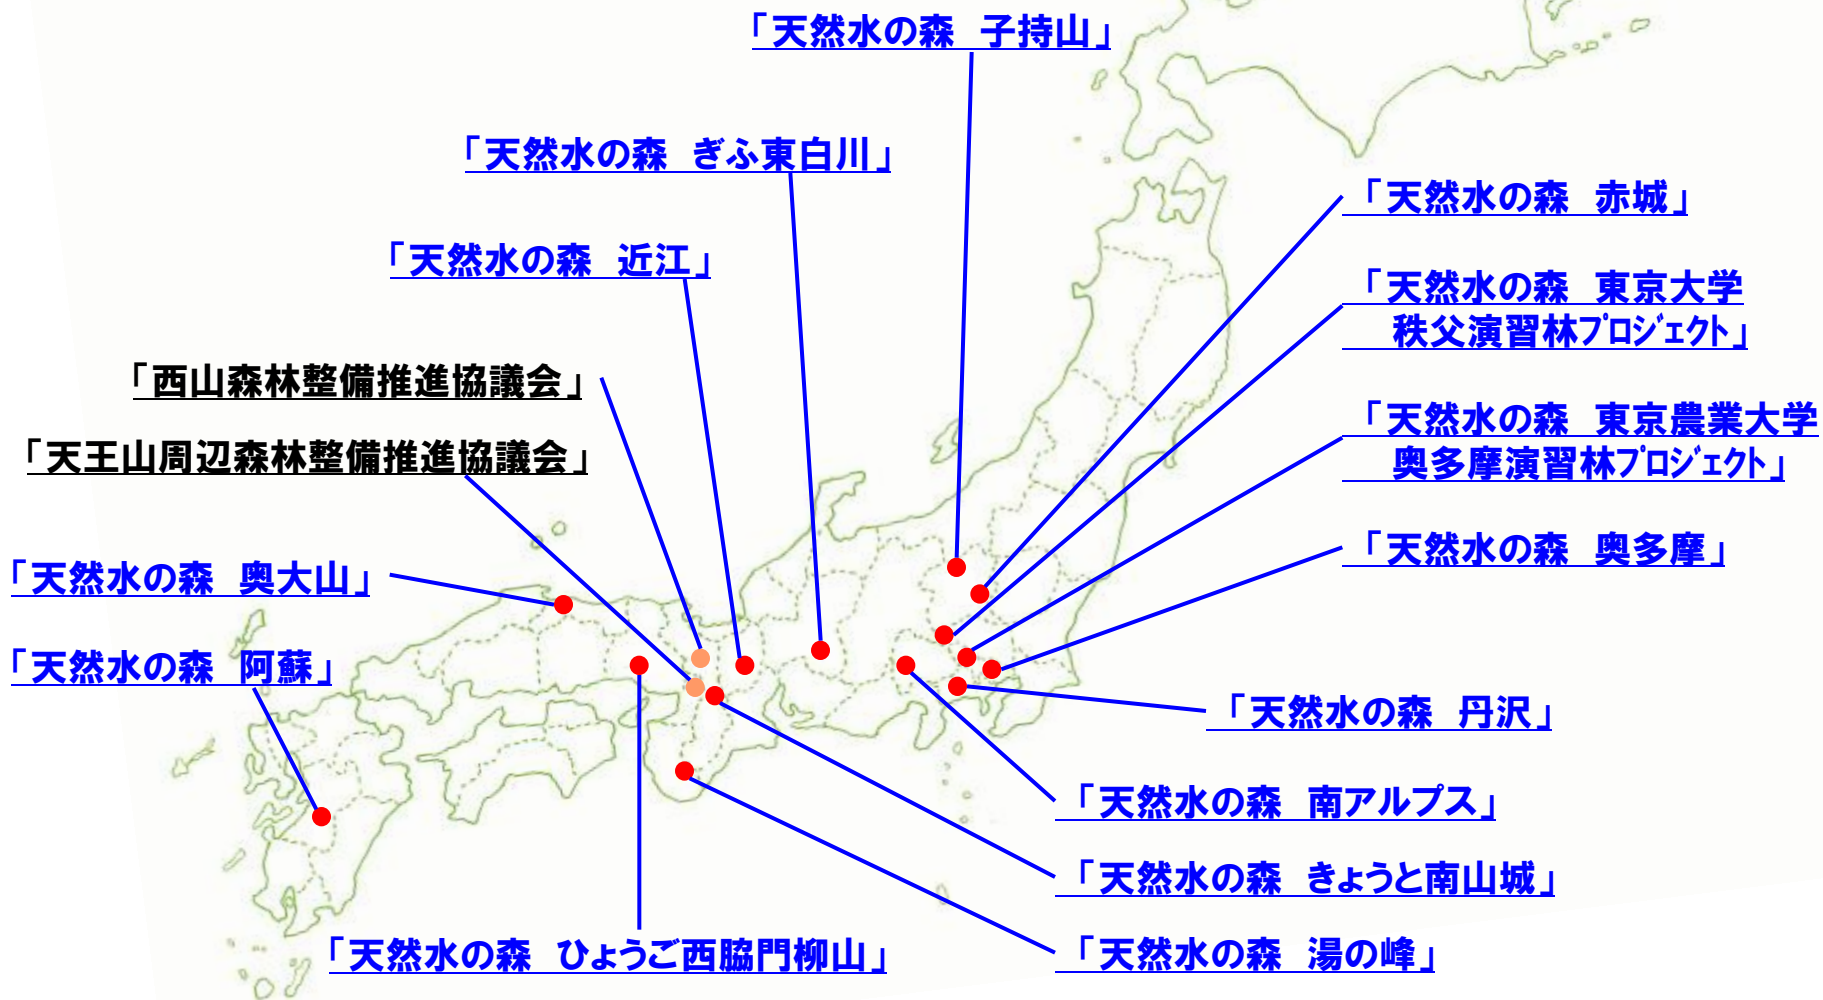 「天然水の森　子持山」
「天然水の森　ぎふ東白川」
「天然水の森　赤城」
「天然水の森　近江」
「天然水の森　東京大学
秩父演習林プロジェクト」
「西山森林整備推進協議会」
「天然水の森　東京農業大学
奥多摩演習林プロジェクト」
「天王山周辺森林整備推進協議会」
「天然水の森　奥多摩」
「天然水の森　奥大山」
「天然水の森　阿蘇」
「天然水の森　丹沢」
「天然水の森　南アルプス」
「天然水の森　きょうと南山城」
「天然水の森　ひょうご西脇門柳山」
「天然水の森　湯の峰」